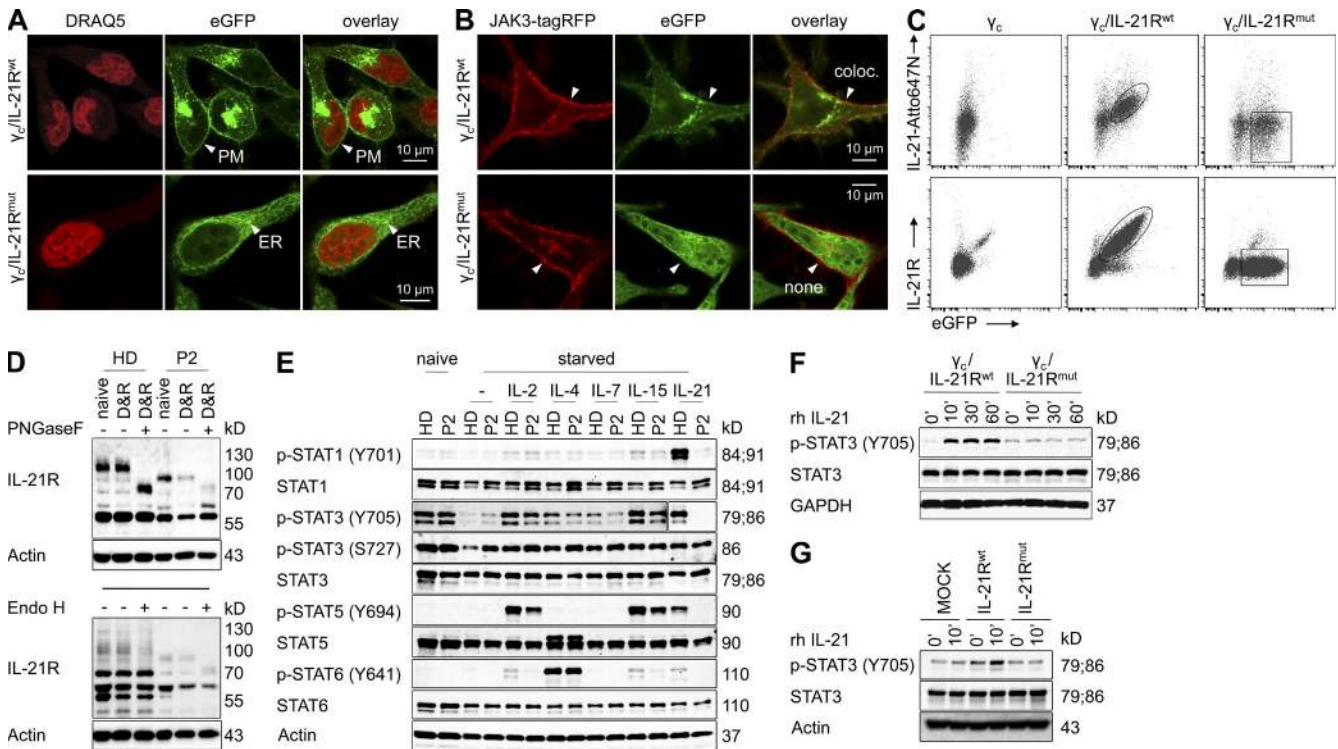 A
DRAQ5 eGFP overlay
γc/IL-21Rwt
PM PM
10 µm
γc/IL-21Rmut
ER ER
10 µm
B
JAK3-tagRFP eGFP overlay
γc/IL-21Rwt
coloc.
10 µm
γc/IL-21Rmut
10 µm
none
C
γc γc/IL-21Rwt γc/IL-21Rmut
IL-21-Atto647N
IL-21R
eGFP
D
HD P2
naive D&R D&R naive D&R D&R
PNGaseF - - + - - + kD
IL-21R
130
100
70
55
Actin 43
Endo H - - + - - + kD
IL-21R
130
100
70
55
Actin 43
E
naive starved
- IL-2 IL-4 IL-7 IL-15 IL-21
HD P2 HD P2 HD P2 HD P2 HD P2 HD P2 HD P2 kD
p-STAT1 (Y701) 84;91
STAT1 84;91
p-STAT3 (Y705) 79;86
p-STAT3 (S727) 86
STAT3 79;86
p-STAT5 (Y694) 90
STAT5 90
p-STAT6 (Y641) 110
STAT6 110
Actin 37
F
γc/ IL-21Rwt γc/ IL-21Rmut
rh IL-21 0' 10' 30' 60' 0' 10' 30' 60' kD
p-STAT3 (Y705) 79;86
STAT3 79;86
GAPDH 37
G
MOCK IL-21Rwt IL-21Rmut
rh IL-21 0' 10' 0' 10' 0' 10' kD
p-STAT3 (Y705) 79;86
STAT3 79;86
Actin 43